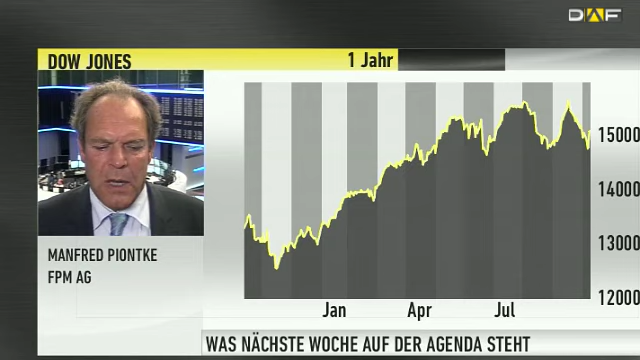 DAF
DOW JONES
1 Jahr
15000
14000
13000
12000
Jan Apr Jul
MANFRED PIONTKE
FPM AG
WAS NÄCHSTE WOCHE AUF DER AGENDA STEHT